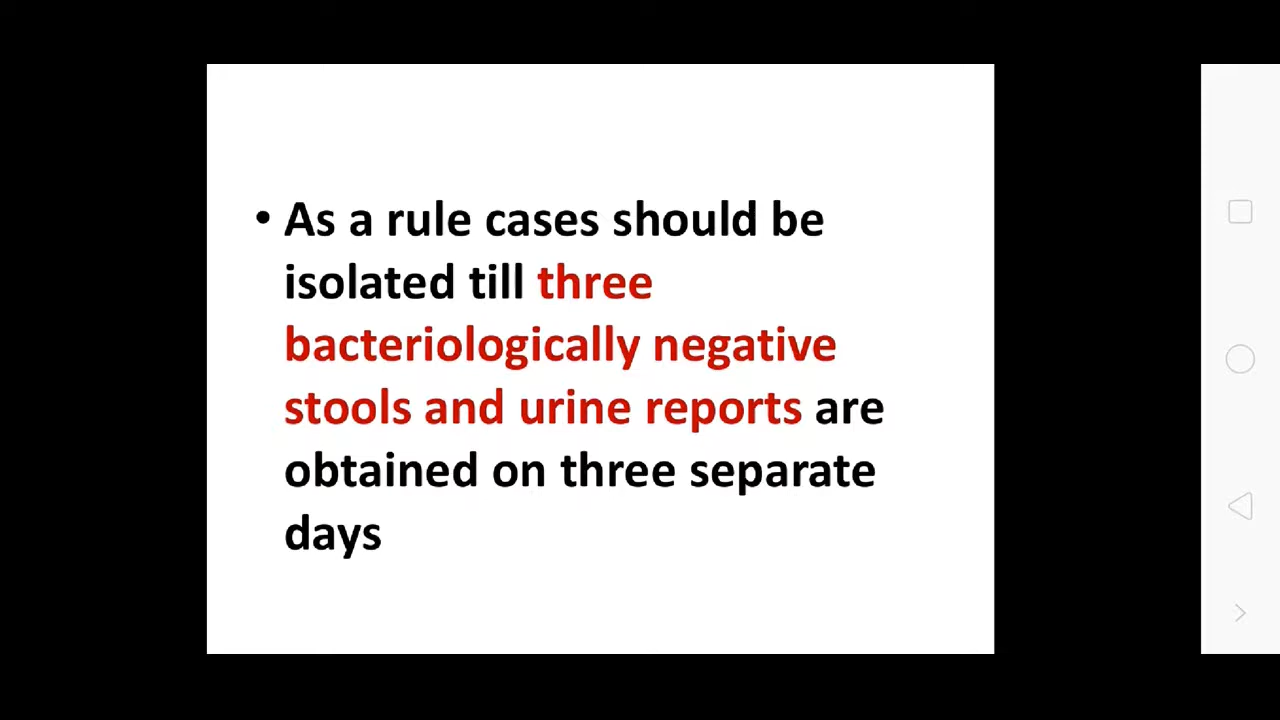 • As a rule cases should be
isolated till three
bacteriologically negative
stools and urine reports are
obtained on three separate
days